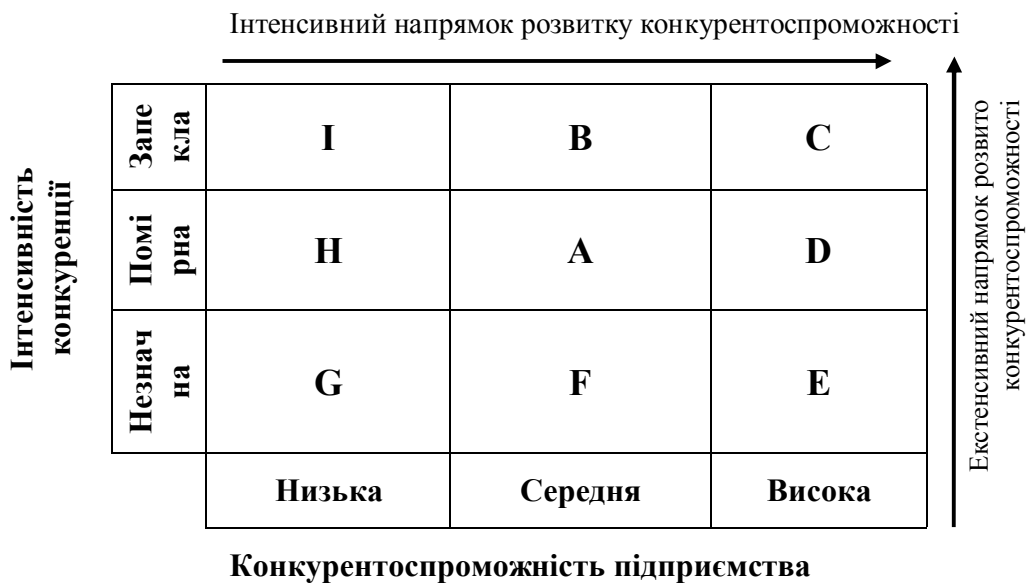 Інтенсивний напрямок розвитку конкурентоспроможності
Інтенсивність
конкуренції
Запе
кла
I
B
C
Помі
рна
H
A
D
Незнач
на
G
F
E
Низька
Середня
Висока
Конкурентоспроможність підприємства
Екстенсивний напрямок розвито
конкурентоспроможності